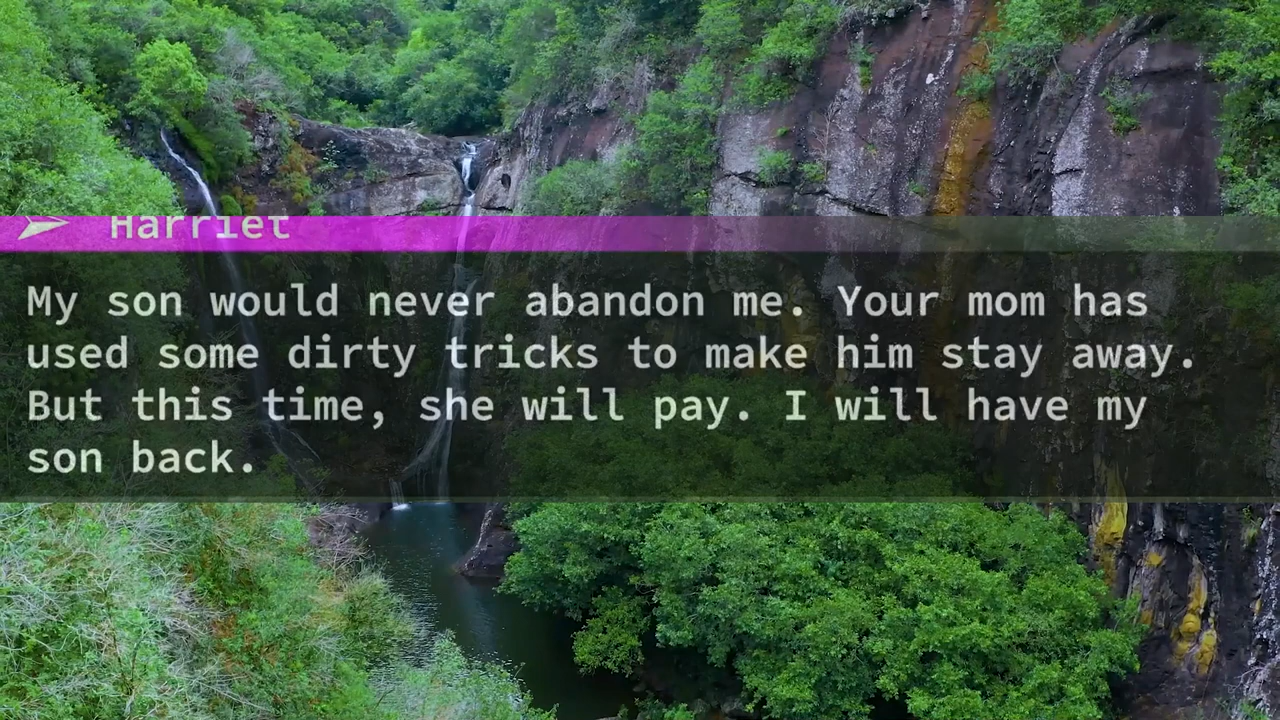 Harriet
My son would never abandon me. Your mom has
used some dirty tricks to make him stay away.
But this time, she will pay. I will have my
son back.